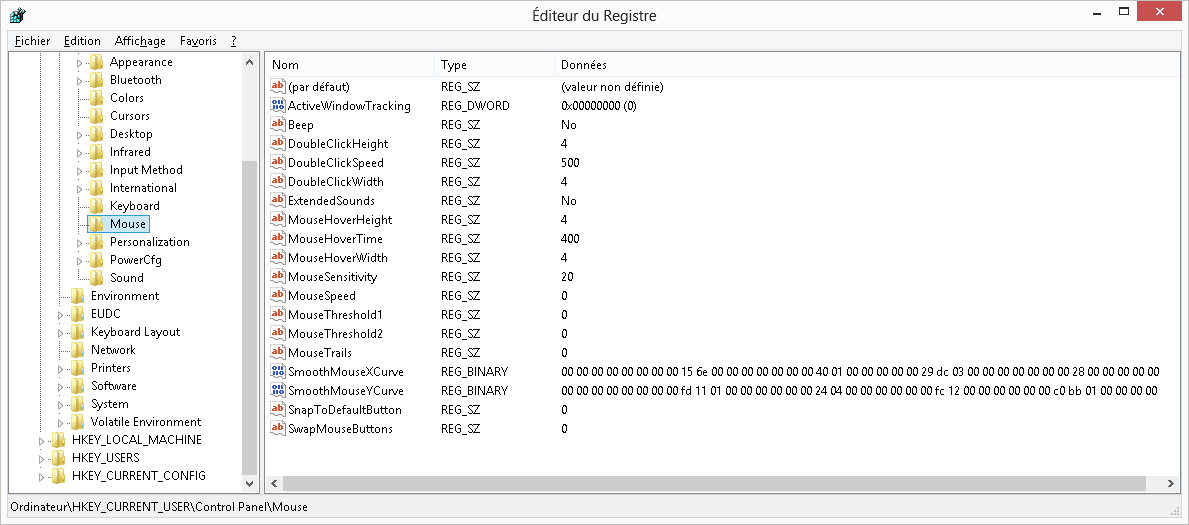 Éditeur du Registre
Fichier Edition Affichage Favoris ?
Appearance
Bluetooth
Colors
Cursors
Desktop
Infrared
Input Method
International
Keyboard
Mouse
Personalization
PowerCfg
Sound
Environment
EUDC
Keyboard Layout
Network
Printers
Software
System
Volatile Environment
HKEY_LOCAL_MACHINE
HKEY_USERS
HKEY_CURRENT_CONFIG
Nom Type Données
(par défaut) REG_SZ (valeur non définie)
ActiveWindowTracking REG_DWORD 0x00000000 (0)
Beep REG_SZ No
DoubleClickHeight REG_SZ 4
DoubleClickSpeed REG_SZ 500
DoubleClickWidth REG_SZ 4
ExtendedSounds REG_SZ No
MouseHoverHeight REG_SZ 4
MouseHoverTime REG_SZ 400
MouseHoverWidth REG_SZ 4
MouseSensitivity REG_SZ 20
MouseSpeed REG_SZ 0
MouseThreshold1 REG_SZ 0
MouseThreshold2 REG_SZ 0
MouseTrails REG_SZ 0
SmoothMouseXCurve REG_BINARY 00 00 00 00 00 00 00 00 15 6e 00 00 00 00 00 00 00 40 01 00 00 00 00 00 29 dc 03 00 00 00 00 00 00 00 28 00 00 00 00 00
SmoothMouseYCurve REG_BINARY 00 00 00 00 00 00 00 00 fd 11 01 00 00 00 00 00 00 24 04 00 00 00 00 00 00 fc 12 00 00 00 00 00 00 c0 bb 01 00 00 00 00
SnapToDefaultButton REG_SZ 0
SwapMouseButtons REG_SZ 0
Ordinateur\HKEY_CURRENT_USER\Control Panel\Mouse